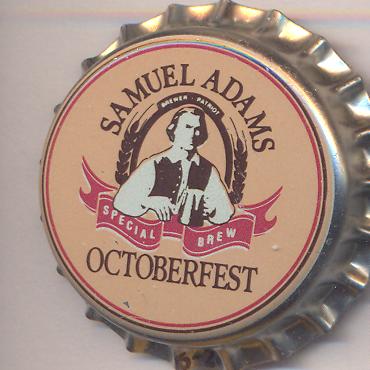 SAMUEL ADAMS
BREWER · PATRIOT
SPECIAL BREW
OCTOBERFEST